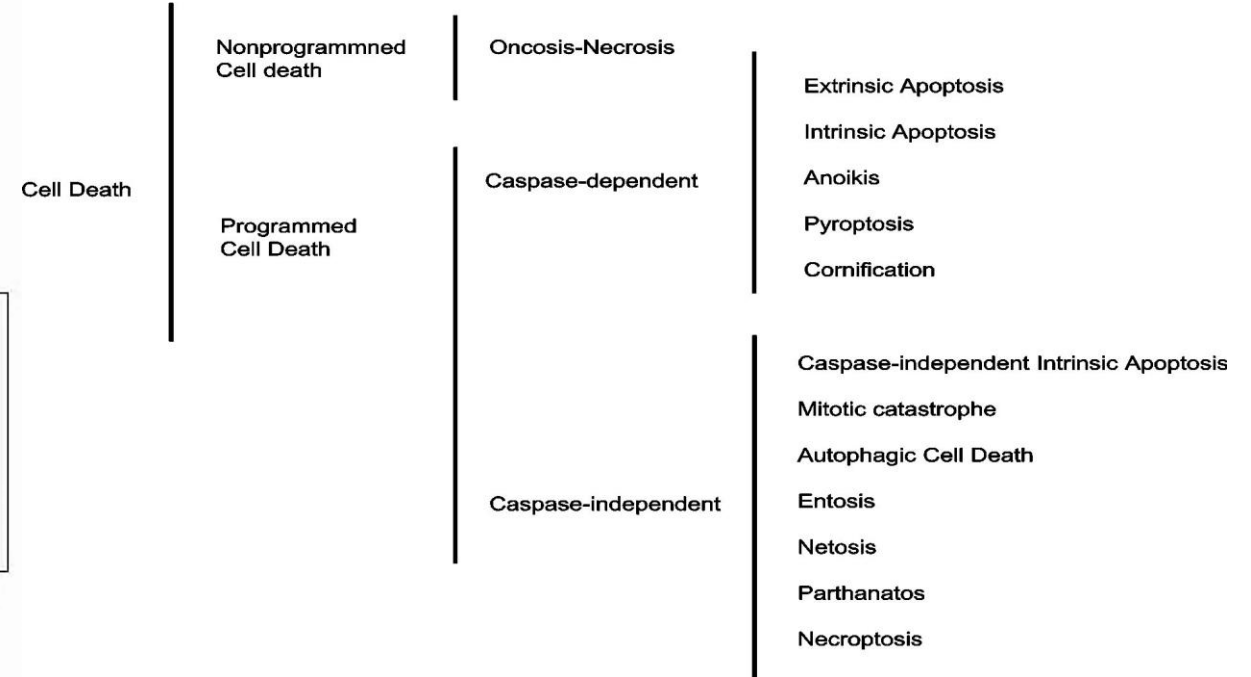 Cell Death
Nonprogrammned
Cell death
Programmed
Cell Death
Oncosis-Necrosis
Caspase-dependent
Caspase-independent
Extrinsic Apoptosis
Intrinsic Apoptosis
Anoikis
Pyroptosis
Cornification
Caspase-independent Intrinsic Apoptosis
Mitotic catastrophe
Autophagic Cell Death
Entosis
Netosis
Parthanatos
Necroptosis